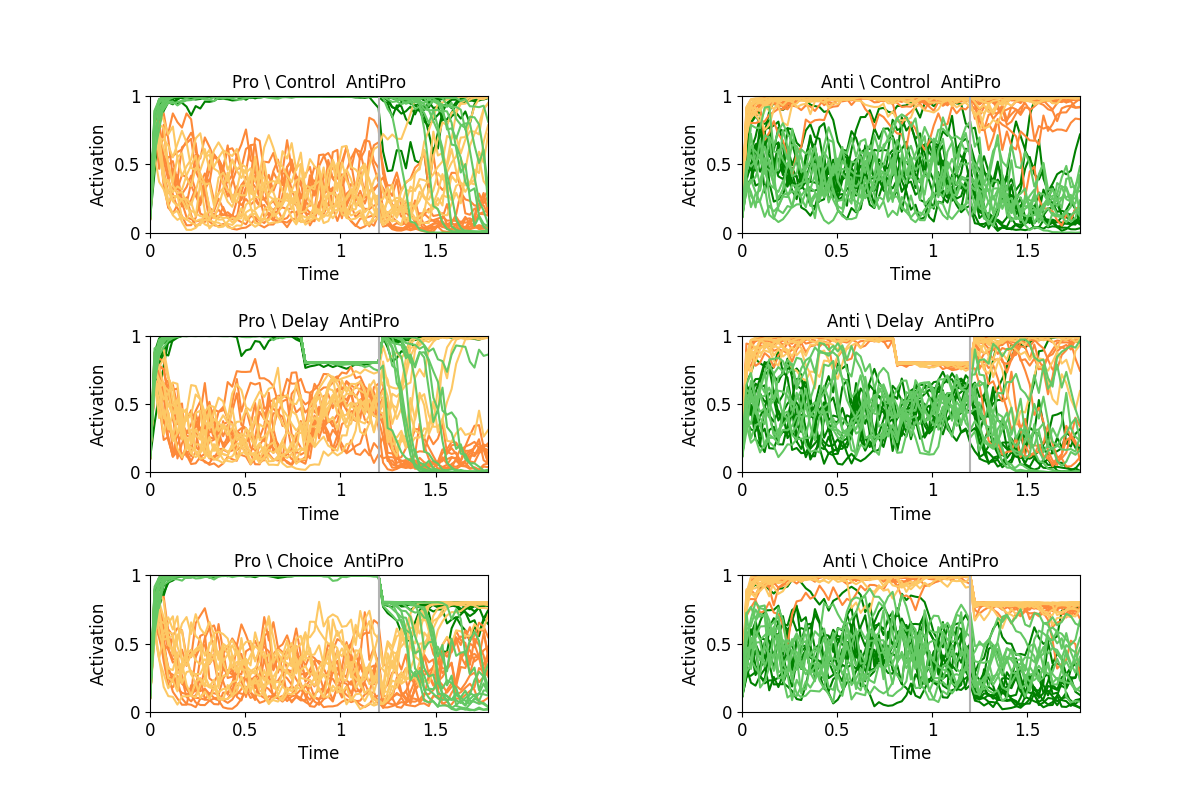 Pro \ Control  AntiPro
Activation
1
0.5
0
0
0.5
1
1.5
Time
Anti \ Control  AntiPro
Activation
1
0.5
0
0
0.5
1
1.5
Time
Pro \ Delay  AntiPro
Activation
1
0.5
0
0
0.5
1
1.5
Time
Anti \ Delay  AntiPro
Activation
1
0.5
0
0
0.5
1
1.5
Time
Pro \ Choice  AntiPro
Activation
1
0.5
0
0
0.5
1
1.5
Time
Anti \ Choice  AntiPro
Activation
1
0.5
0
0
0.5
1
1.5
Time